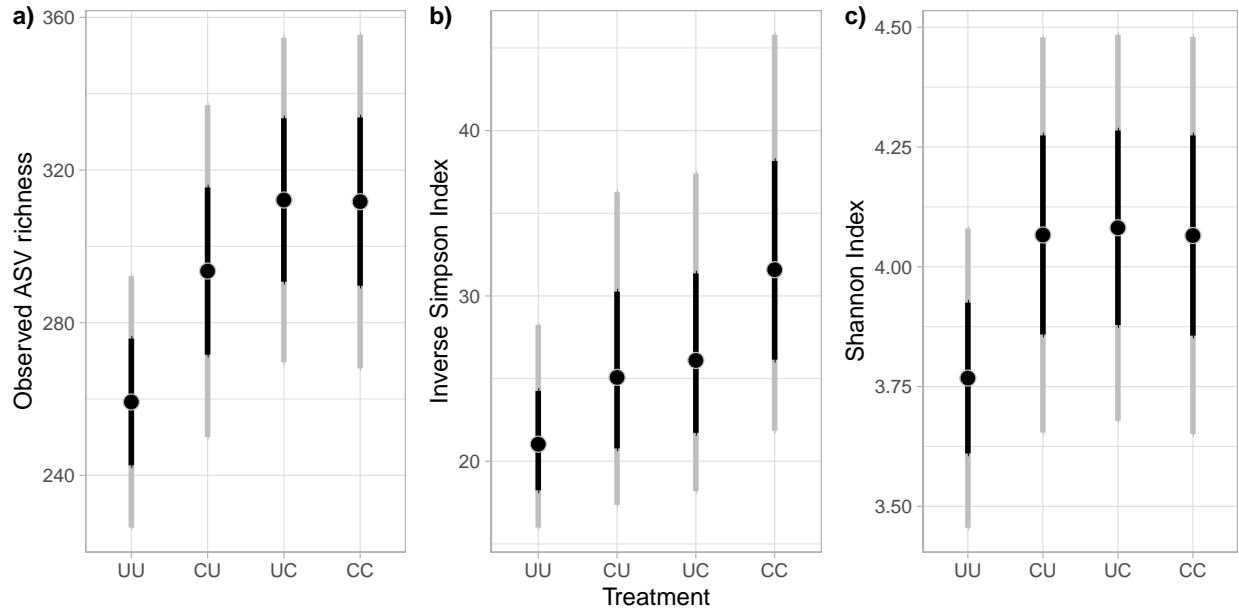 a)
Observed ASV richness
360
320
280
240
UU CU UC CC
b)
Inverse Simpson Index
40
30
20
UU CU UC CC
Treatment
c)
Shannon Index
4.50
4.25
4.00
3.75
3.50
UU CU UC CC